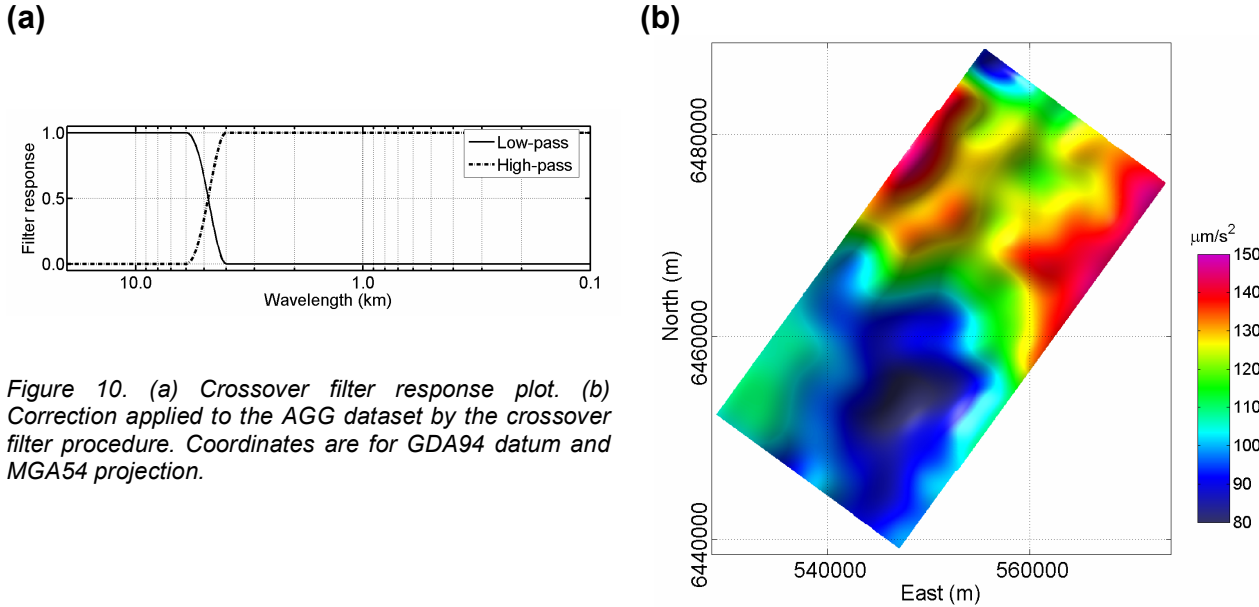 (a)
1.0
0.5
0.0
Filter response
Low-pass
High-pass
10.0
1.0
0.1
Wavelength (km)
Figure 10. (a) Crossover filter response plot. (b)
Correction applied to the AGG dataset by the crossover
filter procedure. Coordinates are for GDA94 datum and
MGA54 projection.
(b)
6480000
6460000
6440000
North (m)
540000
560000
East (m)
μm/s²
150
140
130
120
110
100
90
80